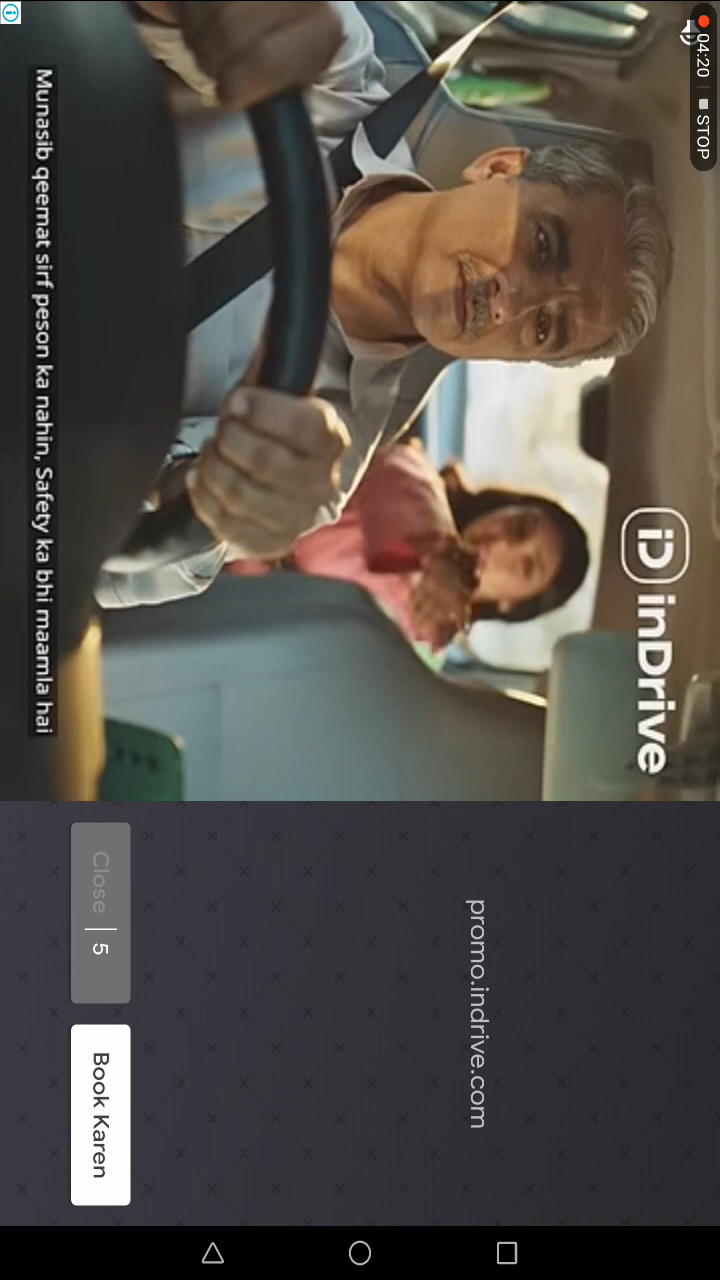 04:20 STOP
inDrive
Munasib qeemat sirf peson ka nahin, Safety ka bhi maamla hai
promo.indrive.com
Close | 5
Book Karen